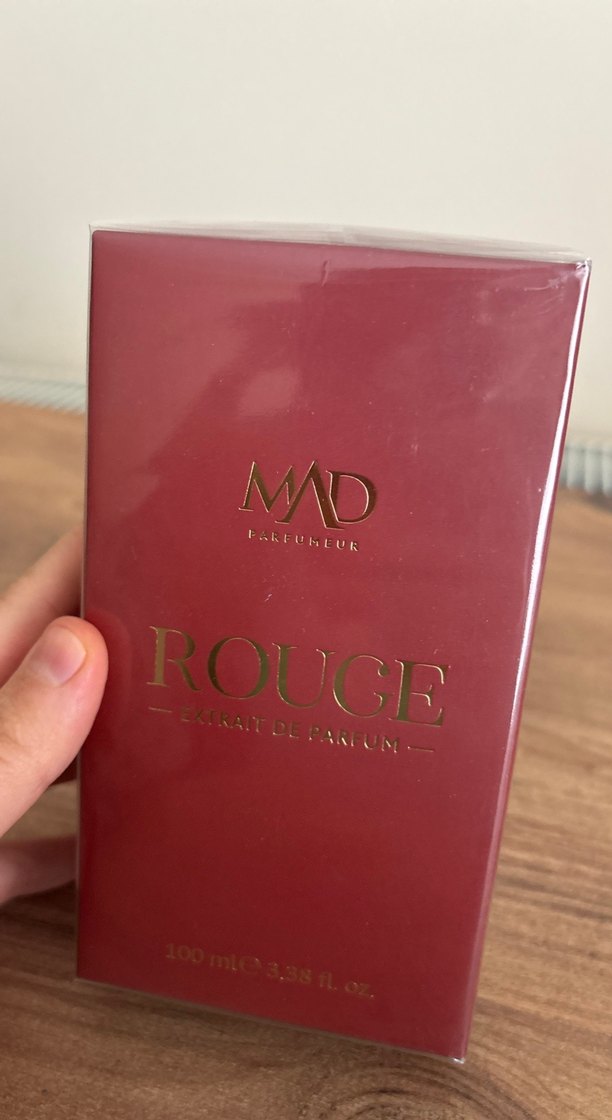 MAD
PARFUMEUR
ROUGE
— EXTRAIT DE PARFUM —
100 ml ℮ 3,38 fl. oz.